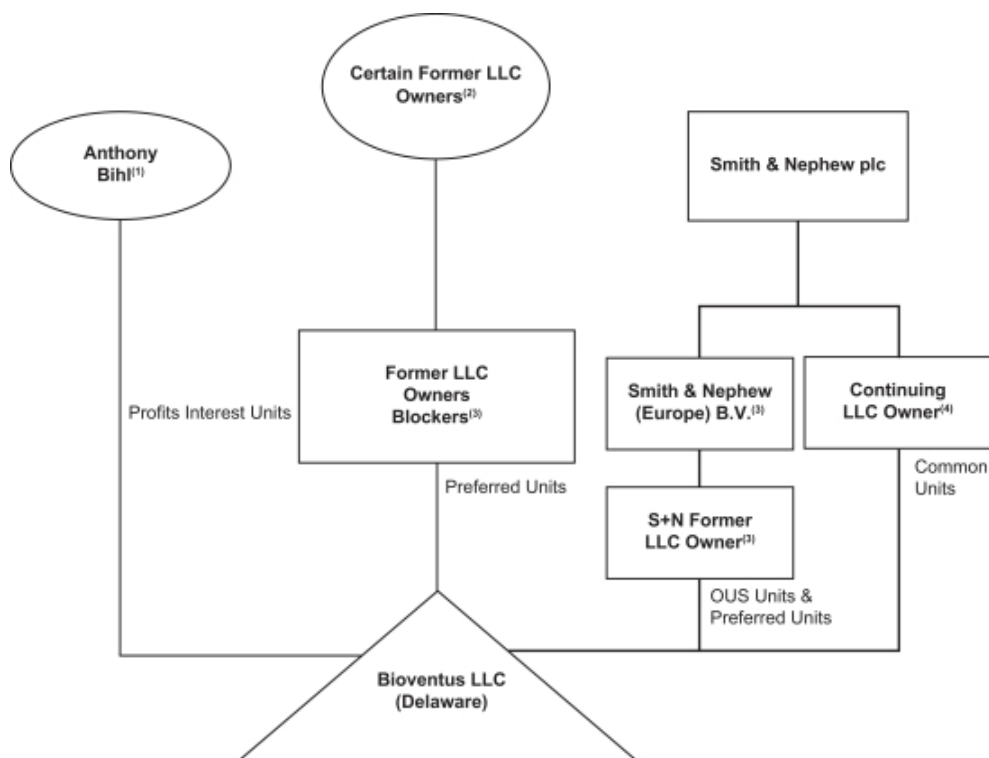 Certain Former LLC
Owners(2)
Anthony
Bihl(1)
Smith & Nephew plc
Former LLC
Owners
Blockers(3)
Smith & Nephew
(Europe) B.V.(3)
Continuing
LLC Owner(4)
Profits Interest Units
Preferred Units
Common
Units
S+N Former
LLC Owner(3)
OUS Units &
Preferred Units
Bioventus LLC
(Delaware)